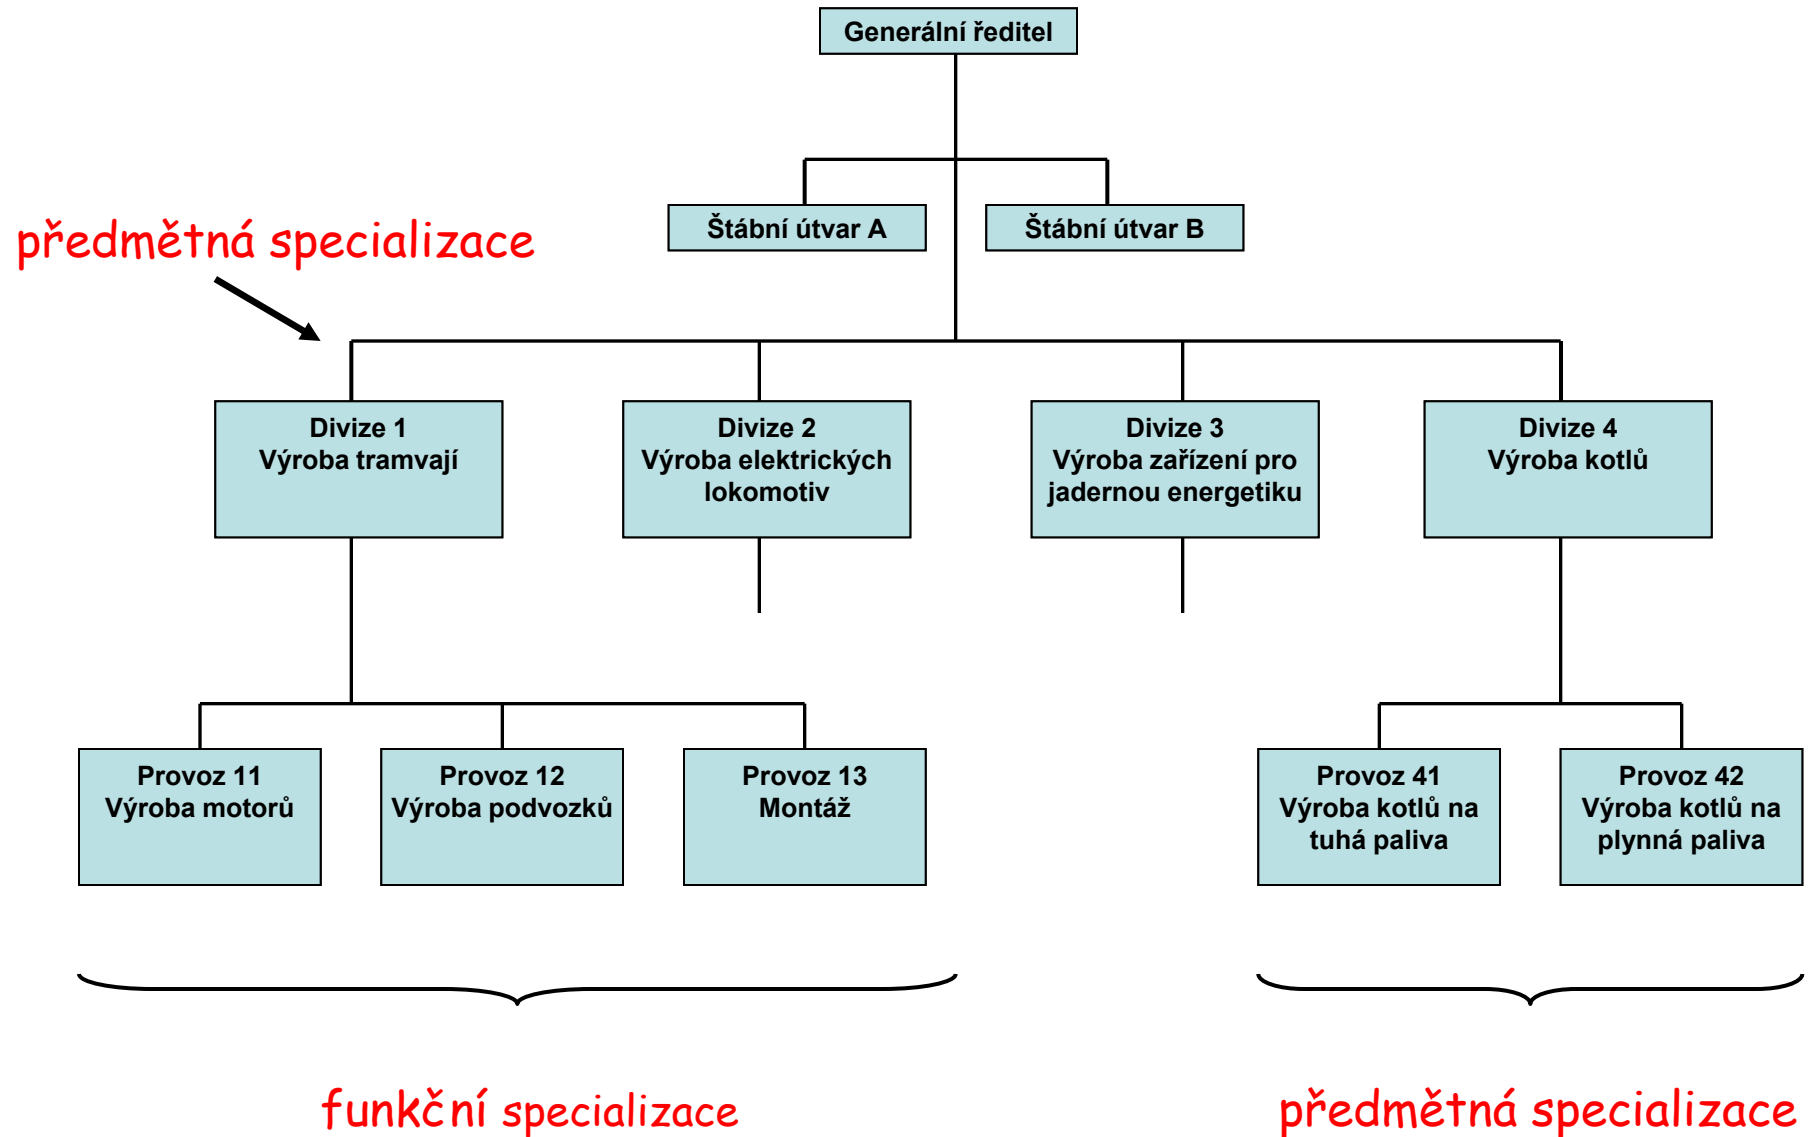 Generální ředitel
Štábní útvar A
Štábní útvar B
předmětná specializace
Divize 1
Výroba tramvají
Divize 2
Výroba elektrických
lokomotiv
Divize 3
Výroba zařízení pro
jadernou energetiku
Divize 4
Výroba kotlů
Provoz 11
Výroba motorů
Provoz 12
Výroba podvozků
Provoz 13
Montáž
Provoz 41
Výroba kotlů na
tuhá paliva
Provoz 42
Výroba kotlů na
plynná paliva
funkční specializace
předmětná specializace